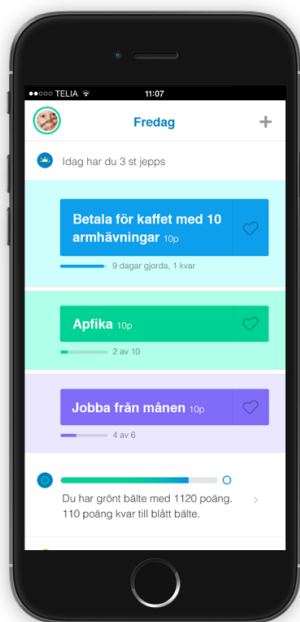 TELIA 11:07
Fredag
Idag har du 3 st jepps
Betala för kaffet med 10
armhävningar 10p
9 dagar gjorda, 1 kvar
Apfika 10p
2 av 10
Jobba från månen 10p
4 av 6
Du har grönt bälte med 1120 poäng.
110 poäng kvar till blått bälte.